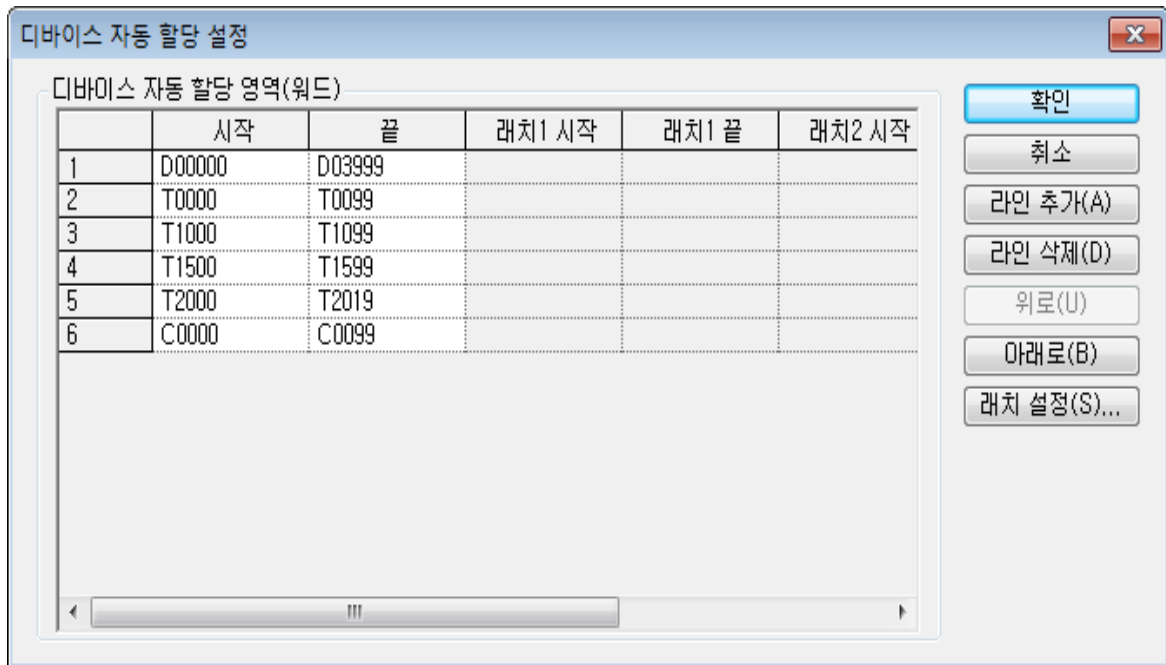 디바이스 자동 할당 설정
디바이스 자동 할당 영역(워드)
시작 끝 래치1 시작 래치1 끝 래치2 시작
1 D00000 D03999
2 T0000 T0099
3 T1000 T1099
4 T1500 T1599
5 T2000 T2019
6 C0000 C0099
확인
취소
라인 추가(A)
라인 삭제(D)
위로(U)
아래로(B)
래치 설정(S)...